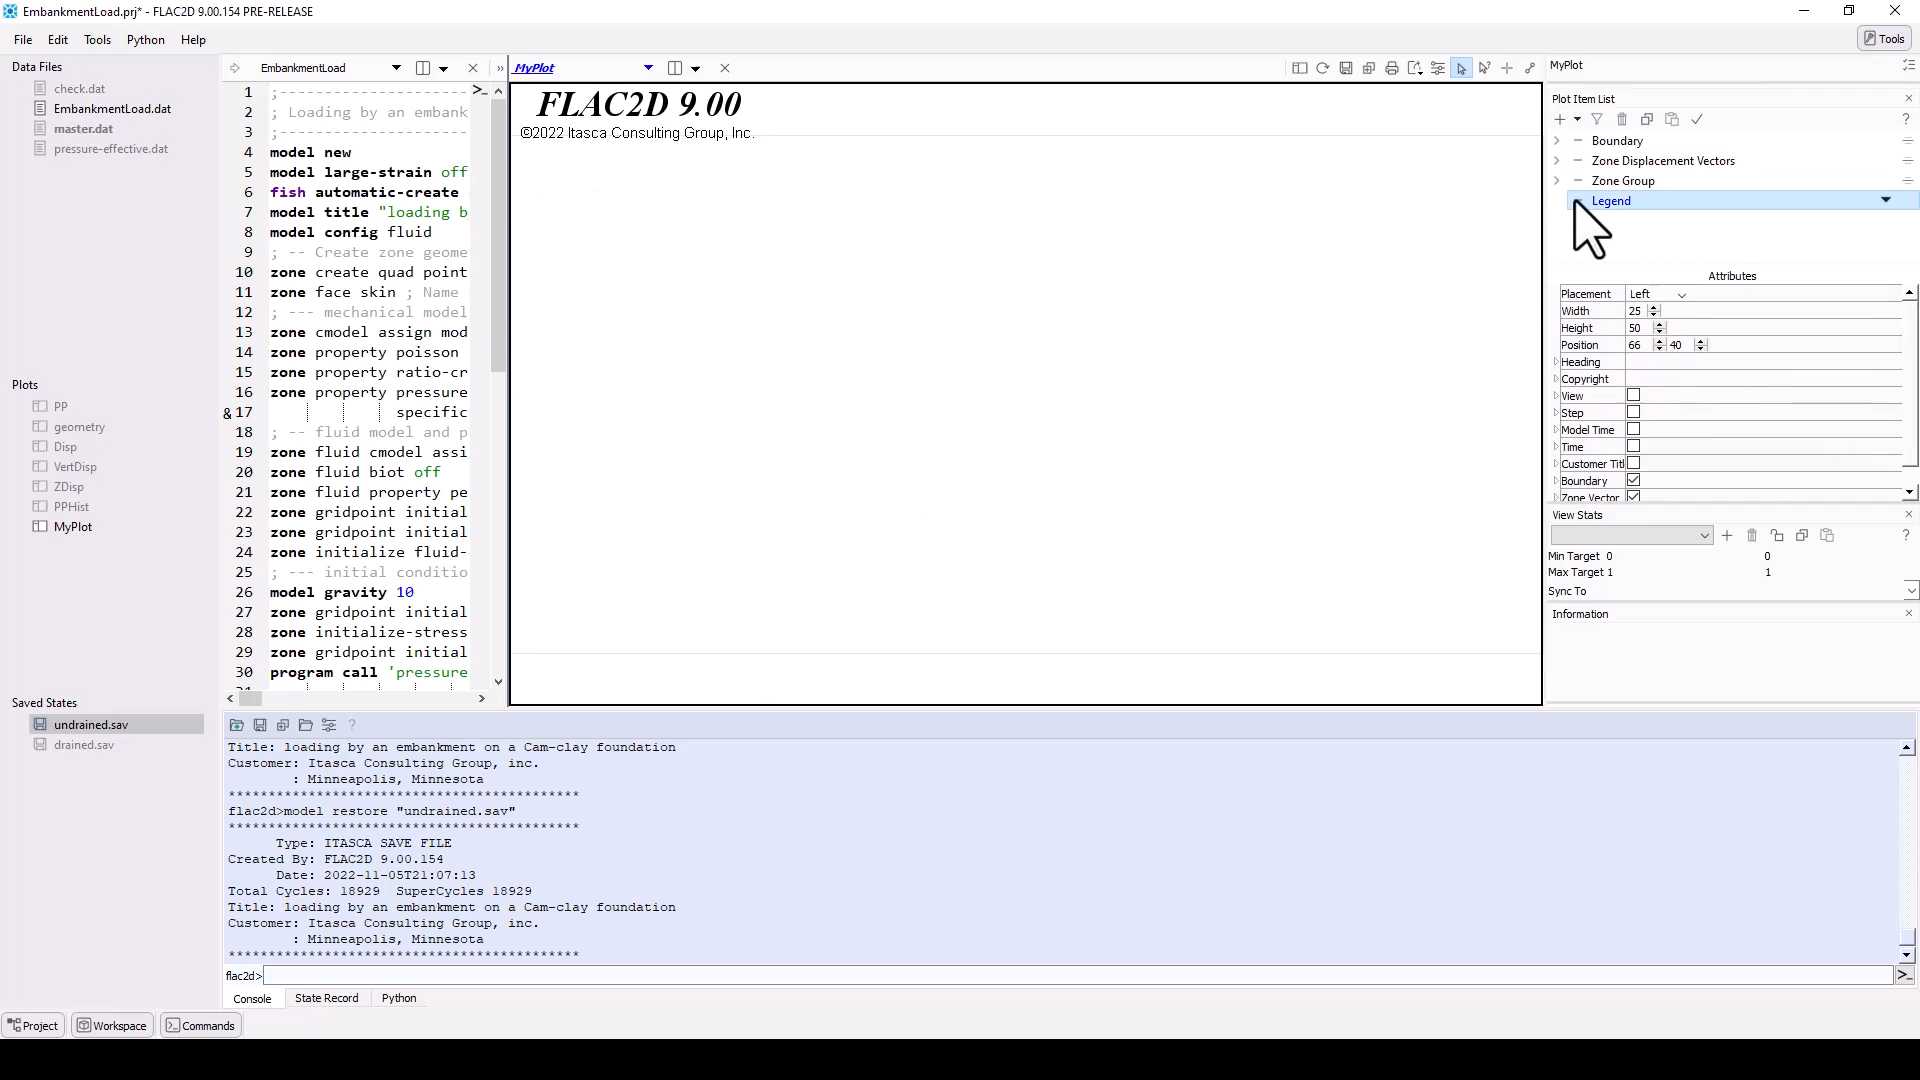 EmbankmentLoad.prj* - FLAC2D 9.00.154 PRE-RELEASE
File Edit Tools Python Help
Tools
Data Files
check.dat
EmbankmentLoad.dat
master.dat
pressure-effective.dat
Plots
PP
geometry
Disp
VertDisp
ZDisp
PPHist
MyPlot
Saved States
undrained.sav
drained.sav
EmbankmentLoad
1 ;---------------------------
2 ; Loading by an embank
3 ;---------------------------
4 model new
5 model large-strain off
6 fish automatic-create
7 model title "loading b
8 model config fluid
9 ; -- Create zone geome
10 zone create quad point
11 zone face skin ; Name
12 ; --- mechanical model
13 zone cmodel assign mod
14 zone property poisson
15 zone property ratio-cr
16 zone property pressure
& 17 specific
18 ; -- fluid model and p
19 zone fluid cmodel assi
20 zone fluid biot off
21 zone fluid property pe
22 zone gridpoint initial
23 zone gridpoint initial
24 zone initialize fluid-
25 ; --- initial conditio
26 model gravity 10
27 zone gridpoint initial
28 zone initialize-stress
29 zone gridpoint initial
30 program call 'pressure
MyPlot
FLAC2D 9.00
©2022 Itasca Consulting Group, Inc.
MyPlot
Plot Item List
Boundary
Zone Displacement Vectors
Zone Group
Legend
Attributes
Placement Left
Width 25
Height 50
Position 66 40
Heading
Copyright
View
Step
Model Time
Time
Customer Titl
Boundary
Zone Vector
View Stats
Min Target 0 0
Max Target 1 1
Sync To
Information
Title: loading by an embankment on a Cam-clay foundation
Customer: Itasca Consulting Group, inc.
: Minneapolis, Minnesota
*******************************************
flac2d>model restore "undrained.sav"
*******************************************
Type: ITASCA SAVE FILE
Created By: FLAC2D 9.00.154
Date: 2022-11-05T21:07:13
Total Cycles: 18929 SuperCycles 18929
Title: loading by an embankment on a Cam-clay foundation
Customer: Itasca Consulting Group, inc.
: Minneapolis, Minnesota
*******************************************
flac2d>
Console State Record Python
Project Workspace Commands